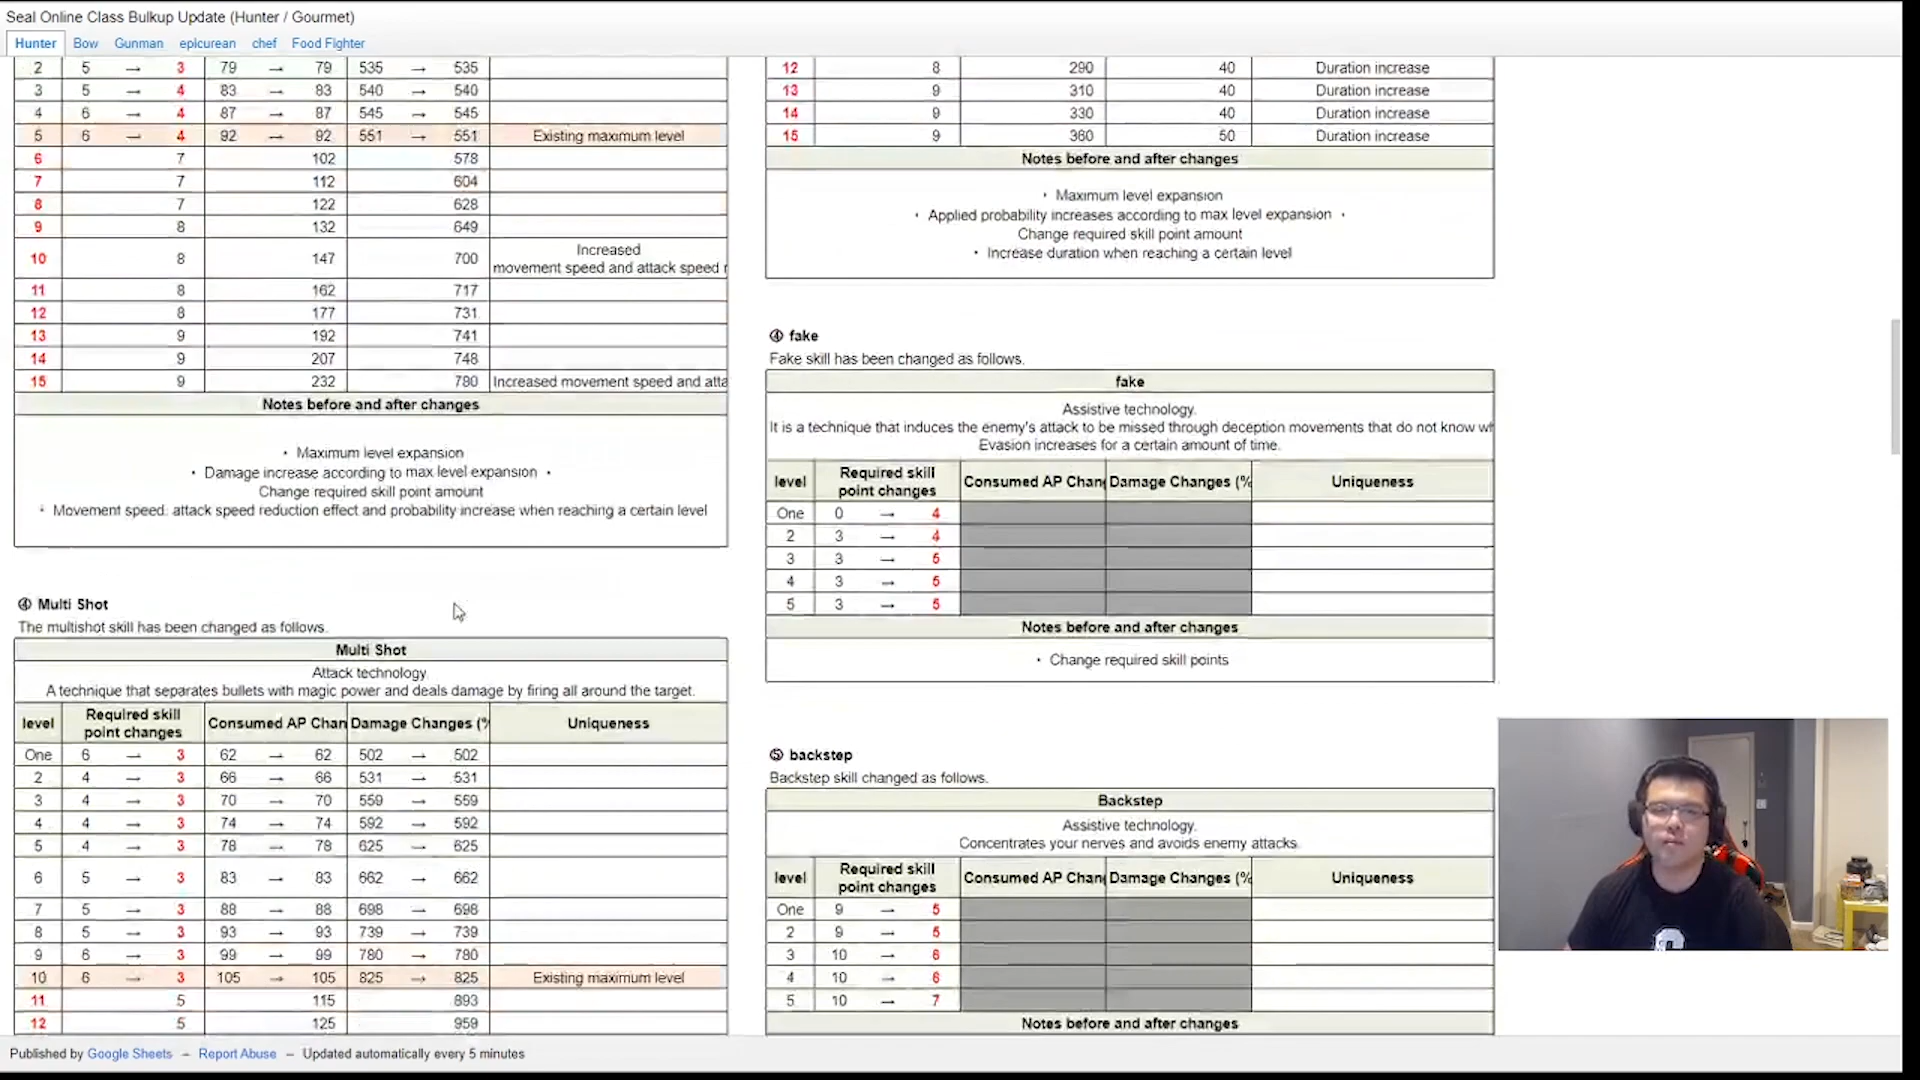 Seal Online Class Bulkup Update (Hunter / Gourmet)
Hunter Bow Gunman epicurean chef Food Fighter
2 5 → 3 79 → 79 535 → 535
3 5 → 4 83 → 83 540 → 540
4 6 → 4 87 → 87 545 → 545
5 6 → 4 92 → 92 551 → 551 Existing maximum level
6 7 102 578
7 7 112 604
8 7 122 628
9 8 132 649
10 8 147 700 Increased
movement speed and attack speed r
11 8 162 717
12 8 177 731
13 9 192 741
14 9 207 748
15 9 232 780 Increased movement speed and atta
Notes before and after changes
· Maximum level expansion
· Damage increase according to max level expansion ·
Change required skill point amount
· Movement speed. attack speed reduction effect and probability increase when reaching a certain level
④ Multi Shot
The multishot skill has been changed as follows.
Multi Shot
Attack technology.
A technique that separates bullets with magic power and deals damage by firing all around the target.
level Required skill point changes Consumed AP Chan Damage Changes (% Uniqueness
One 6 → 3 62 → 62 502 → 502
2 4 → 3 66 → 66 531 → 531
3 4 → 3 70 → 70 559 → 559
4 4 → 3 74 → 74 592 → 592
5 4 → 3 78 → 78 625 → 625
6 5 → 3 83 → 83 662 → 662
7 5 → 3 88 → 88 698 → 698
8 5 → 3 93 → 93 739 → 739
9 6 → 3 99 → 99 780 → 780
10 6 → 3 105 → 105 825 → 825 Existing maximum level
11 5 115 893
12 5 125 959
12 8 290 40 Duration increase
13 9 310 40 Duration increase
14 9 330 40 Duration increase
15 9 360 50 Duration increase
Notes before and after changes
· Maximum level expansion
· Applied probability increases according to max level expansion ·
Change required skill point amount
· Increase duration when reaching a certain level
④ fake
Fake skill has been changed as follows.
fake
Assistive technology.
It is a technique that induces the enemy's attack to be missed through deception movements that do not know wh
Evasion increases for a certain amount of time.
level Required skill point changes Consumed AP Chan Damage Changes (% Uniqueness
One 0 → 4
2 3 → 4
3 3 → 5
4 3 → 5
5 3 → 5
Notes before and after changes
· Change required skill points
⑤ backstep
Backstep skill changed as follows.
Backstep
Assistive technology.
Concentrates your nerves and avoids enemy attacks.
level Required skill point changes Consumed AP Chan Damage Changes (% Uniqueness
One 9 → 5
2 9 → 5
3 10 → 6
4 10 → 6
5 10 → 7
Notes before and after changes
Published by Google Sheets – Report Abuse – Updated automatically every 5 minutes